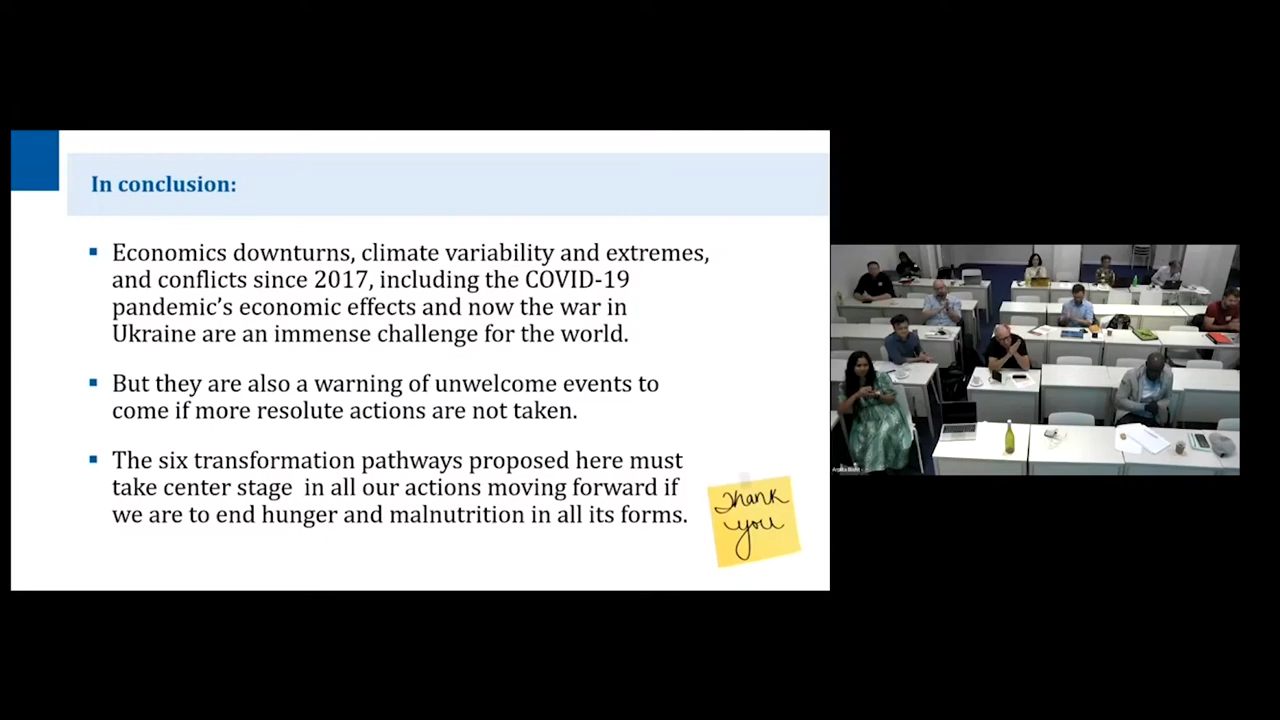 In conclusion:
Economics downturns, climate variability and extremes,
and conflicts since 2017, including the COVID-19
pandemic’s economic effects and now the war in
Ukraine are an immense challenge for the world.
But they are also a warning of unwelcome events to
come if more resolute actions are not taken.
The six transformation pathways proposed here must
take center stage  in all our actions moving forward if
we are to end hunger and malnutrition in all its forms.
Thank
you